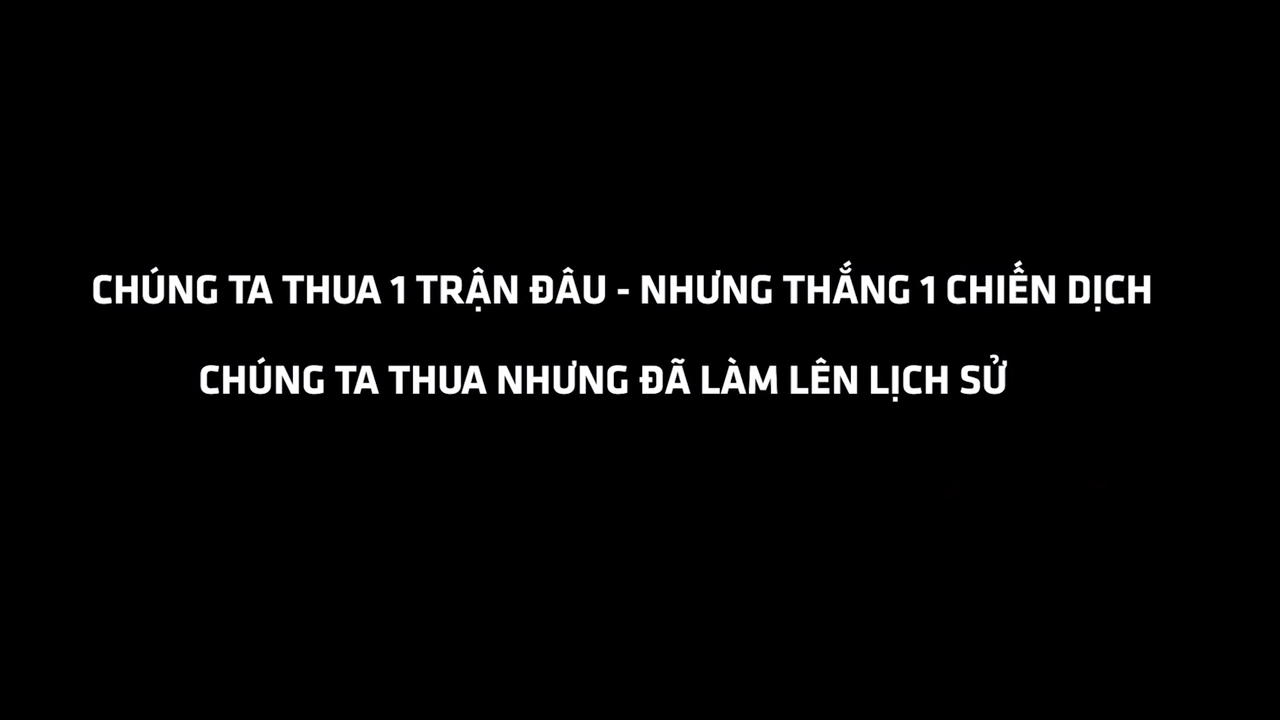 CHÚNG TA THUA 1 TRẬN ĐÂU - NHƯNG THẮNG 1 CHIẾN DỊCH
CHÚNG TA THUA NHƯNG ĐÃ LÀM LÊN LỊCH SỬ